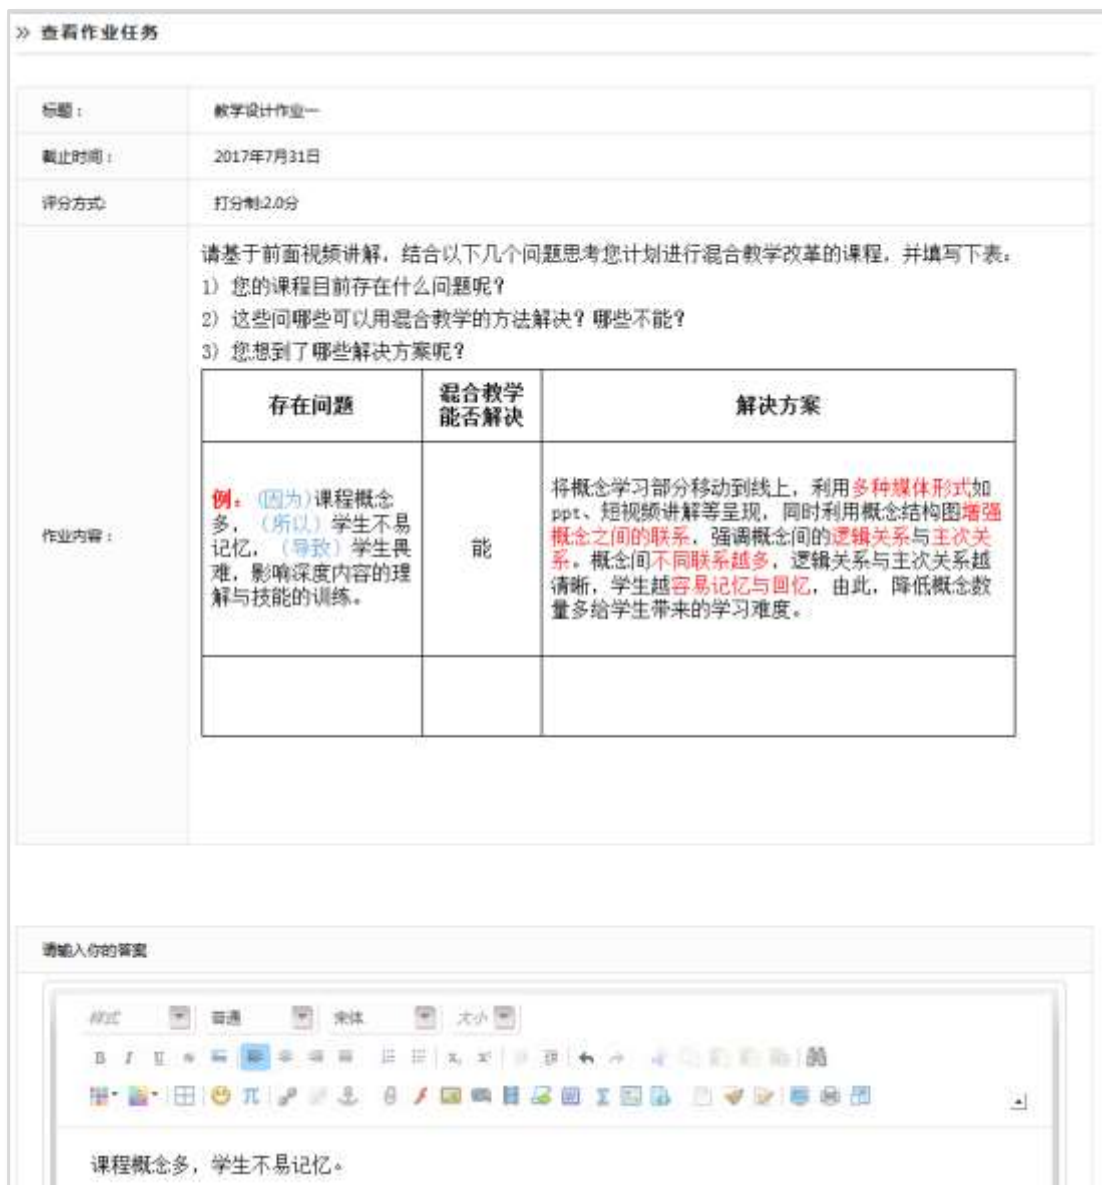 » 查看作业任务
标题： 教学设计作业一
截止时间： 2017年7月31日
评分方式: 打分制:2.0分
作业内容：
请基于前面视频讲解，结合以下几个问题思考您计划进行混合教学改革的课程，并填写下表：
1) 您的课程目前存在什么问题呢？
2) 这些问哪些可以用混合教学的方法解决？哪些不能？
3) 您想到了哪些解决方案呢？
存在问题
混合教学
能否解决
解决方案
例：（因为）课程概念
多，（所以）学生不易
记忆，（导致）学生畏
难，影响深度内容的理
解与技能的训练。
能
将概念学习部分移动到线上，利用多种媒体形式如
ppt、短视频讲解等呈现，同时利用概念结构图增强
概念之间的联系，强调概念间的逻辑关系与主次关
系。概念间不同联系越多，逻辑关系与主次关系越
清晰，学生越容易记忆与回忆，由此，降低概念数
量多给学生带来的学习难度。
请输入你的答案
样式 普通 宋体 大小
课程概念多，学生不易记忆。